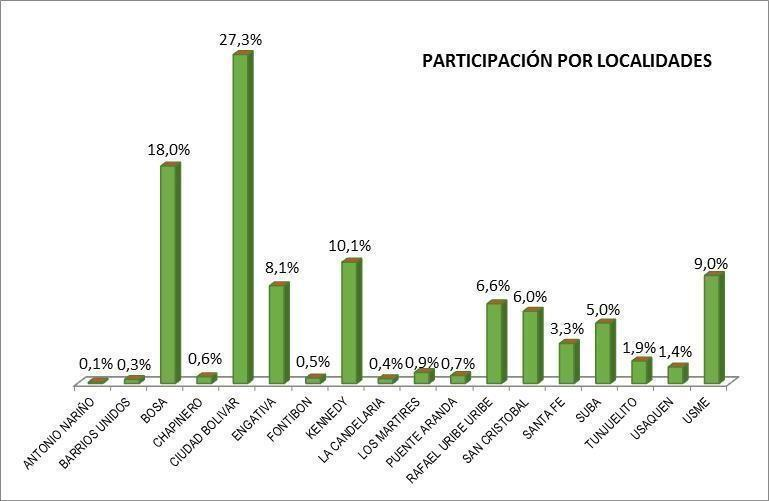 PARTICIPACIÓN POR LOCALIDADES
27,3%
18,0%
10,1%
9,0%
8,1%
6,6%
6,0%
5,0%
3,3%
1,9%
1,4%
0,1%
0,3%
0,6%
0,5%
0,4%
0,9%
0,7%
ANTONIO NARIÑO
BARRIOS UNIDOS
BOSA
CHAPINERO
CIUDAD BOLIVAR
ENGATIVA
FONTIBON
KENNEDY
LA CANDELARIA
LOS MARTIRES
PUENTE ARANDA
RAFAEL URIBE URIBE
SAN CRISTOBAL
SANTA FE
SUBA
TUNJUELITO
USAQUEN
USME